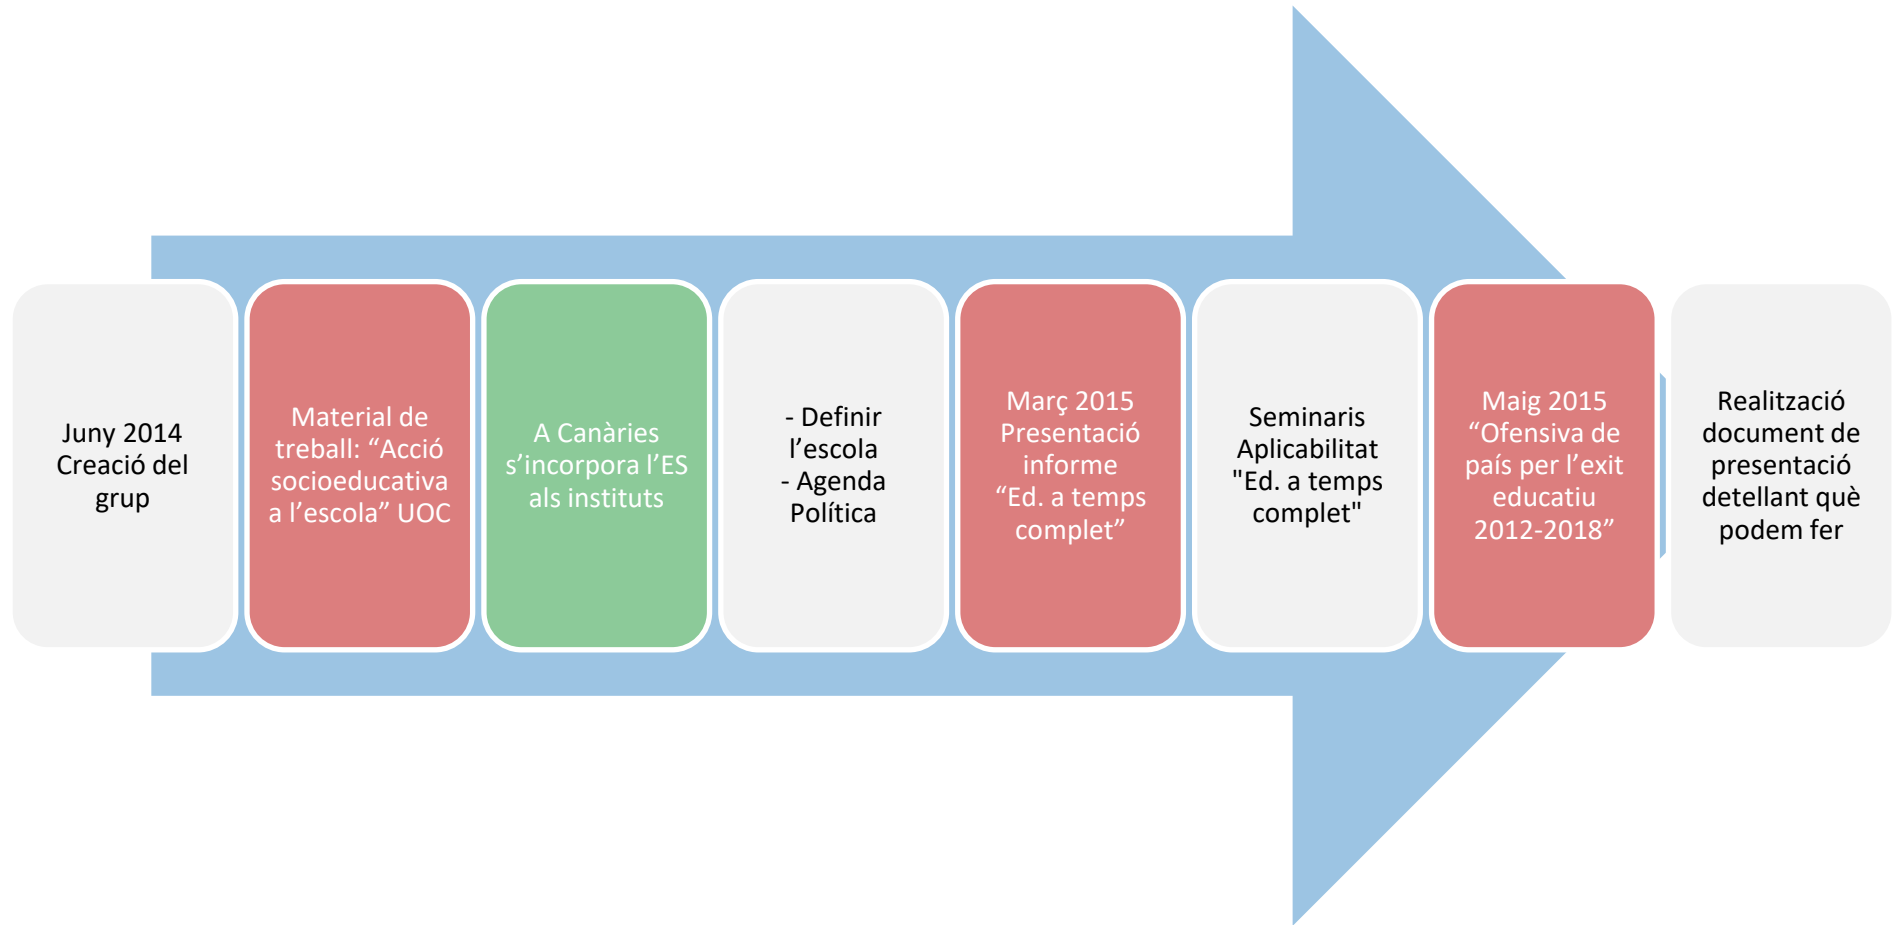 Juny 2014
Creació del
grup
Material de
treball: “Acció
socioeducativa
a l’escola” UOC
A Canàries
s’incorpora l’ES
als instituts
- Definir
l’escola
- Agenda
Política
Març 2015
Presentació
informe
“Ed. a temps
complet”
Seminaris
Aplicabilitat
"Ed. a temps
complet"
Maig 2015
“Ofensiva de
país per l’exit
educatiu
2012-2018”
Realització
document de
presentació
detellant què
podem fer